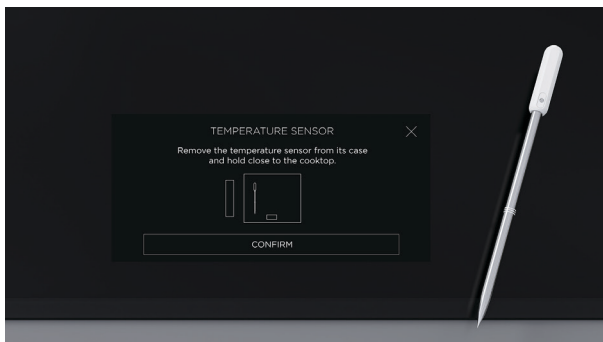 TEMPERATURE SENSOR
Remove the temperature sensor from its case
and hold close to the cooktop.
CONFIRM